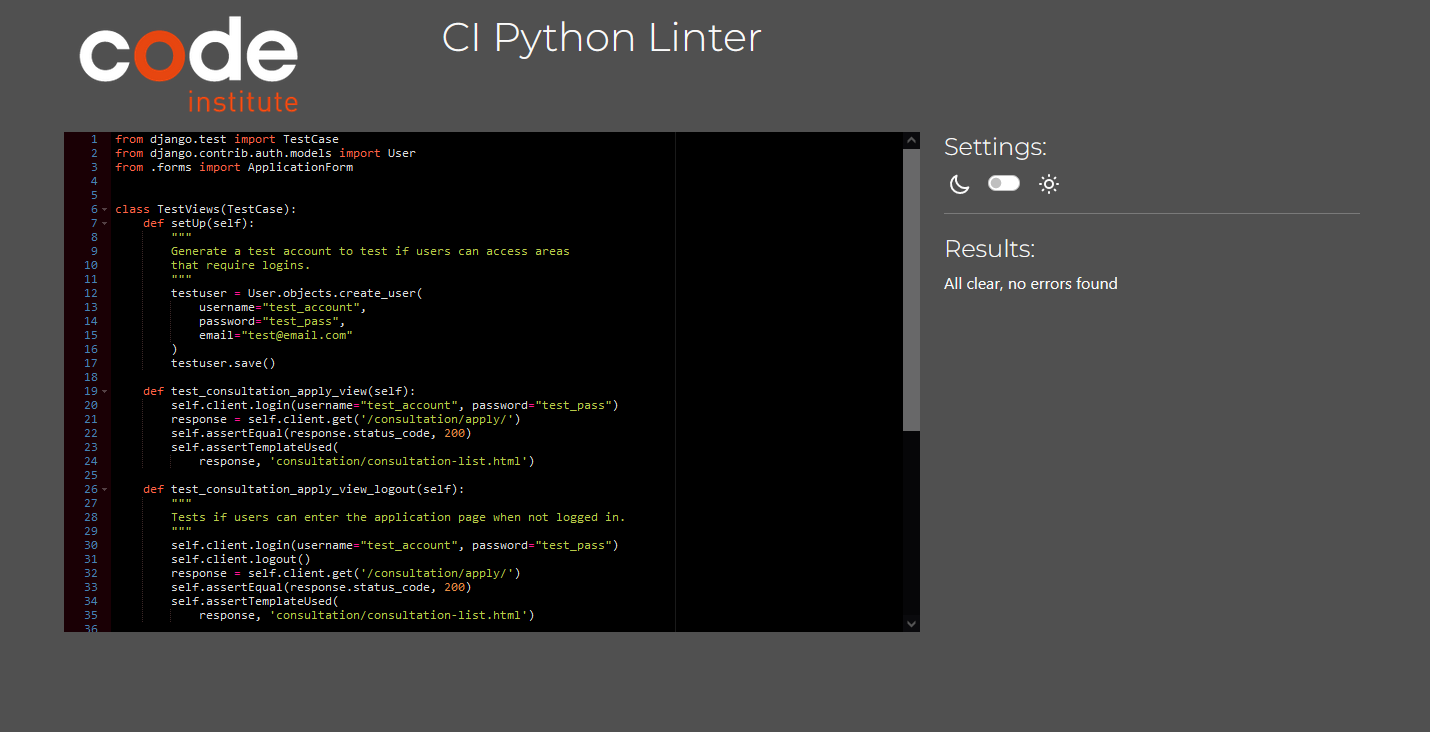 code
institute
CI Python Linter
1 from django.test import TestCase
2 from django.contrib.auth.models import User
3 from .forms import ApplicationForm
4
5
6 class TestViews(TestCase):
7     def setUp(self):
8         """
9         Generate a test account to test if users can access areas
10         that require logins.
11         """
12         testuser = User.objects.create_user(
13             username="test_account",
14             password="test_pass",
15             email="test@email.com"
16         )
17         testuser.save()
18
19     def test_consultation_apply_view(self):
20         self.client.login(username="test_account", password="test_pass")
21         response = self.client.get('/consultation/apply/')
22         self.assertEqual(response.status_code, 200)
23         self.assertTemplateUsed(
24             response, 'consultation/consultation-list.html')
25
26     def test_consultation_apply_view_logout(self):
27         """
28         Tests if users can enter the application page when not logged in.
29         """
30         self.client.login(username="test_account", password="test_pass")
31         self.client.logout()
32         response = self.client.get('/consultation/apply/')
33         self.assertEqual(response.status_code, 200)
34         self.assertTemplateUsed(
35             response, 'consultation/consultation-list.html')
36
Settings:
Results:
All clear, no errors found